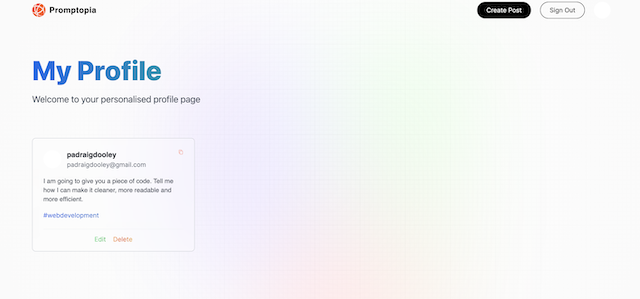 Promptopia
Create Post
Sign Out
My Profile
Welcome to your personalised profile page
padraigdooley
padraigdooley@gmail.com
I am going to give you a piece of code. Tell me
how I can make it cleaner, more readable and
more efficient.
#webdevelopment
Edit Delete